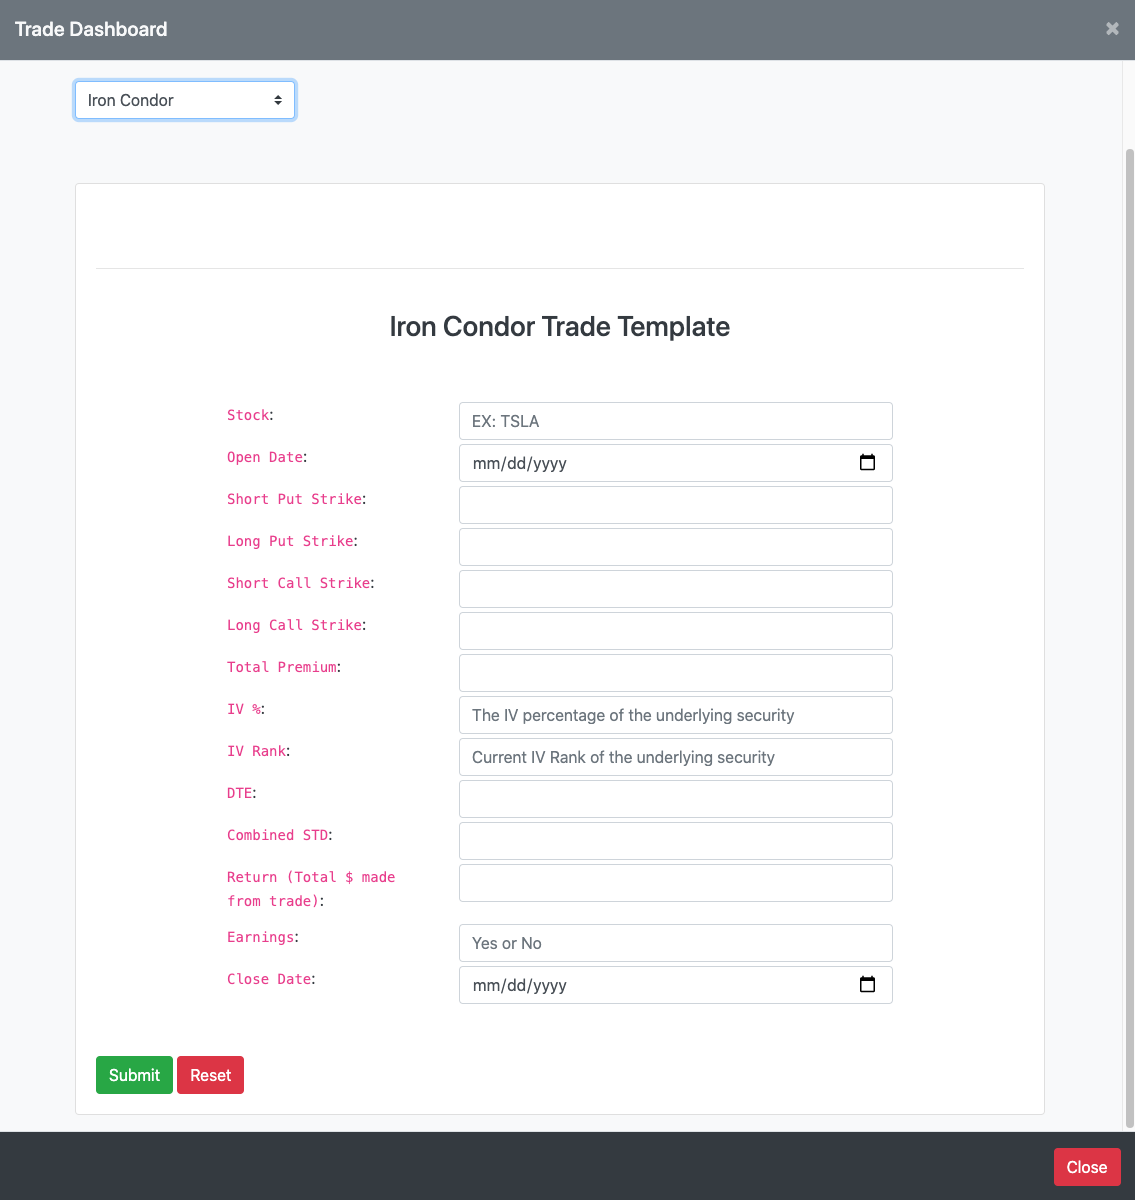 Trade Dashboard
×
Iron Condor
Iron Condor Trade Template
Stock: EX: TSLA
Open Date: mm/dd/yyyy
Short Put Strike:
Long Put Strike:
Short Call Strike:
Long Call Strike:
Total Premium:
IV %: The IV percentage of the underlying security
IV Rank: Current IV Rank of the underlying security
DTE:
Combined STD:
Return (Total $ made
from trade):
Earnings: Yes or No
Close Date: mm/dd/yyyy
Submit Reset
Close